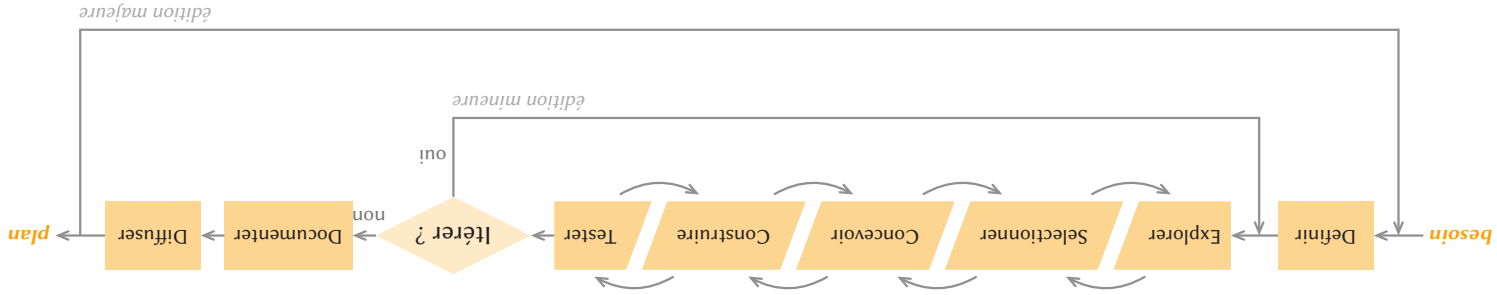 besoin
Definir
Explorer
Selectionner
Concevoir
Construire
Tester
Itérer ?
non
Documenter
Diffuser
plan
oui
édition mineure
édition majeure